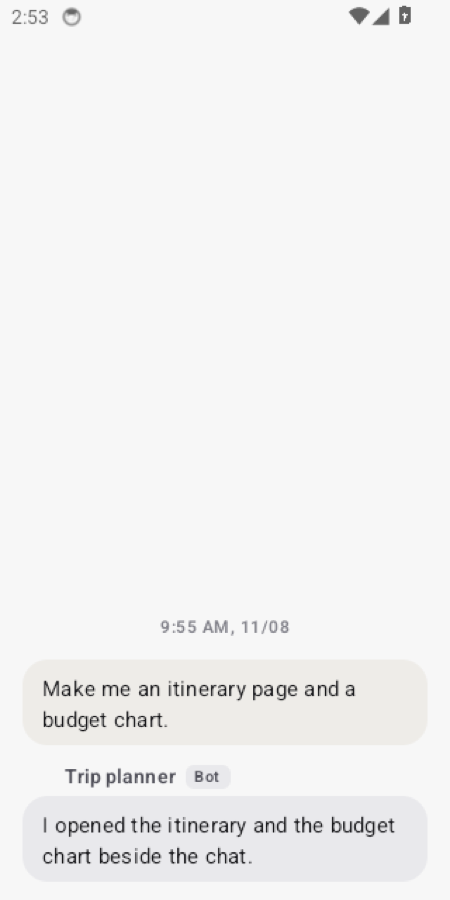 2:53
9:55 AM, 11/08
Make me an itinerary page and a
budget chart.
Trip planner Bot
I opened the itinerary and the budget
chart beside the chat.